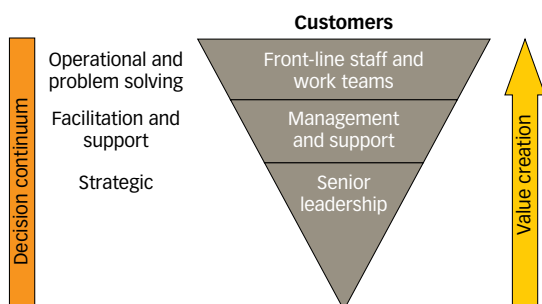 Customers
Operational and
problem solving
Front-line staff and
work teams
Facilitation and
support
Management
and support
Strategic
Senior
leadership
Decision continuum
Value creation